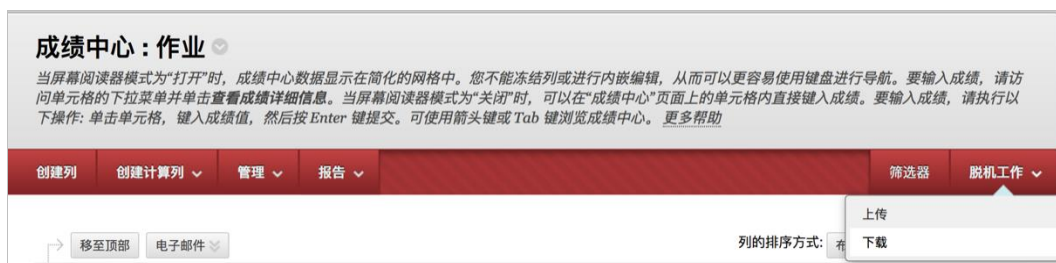 成绩中心 : 作业
当屏幕阅读器模式为“打开”时，成绩中心数据显示在简化的网格中。您不能冻结列或进行内嵌编辑，从而可以更容易使用键盘进行导航。要输入成绩，请访
问单元格的下拉菜单并单击查看成绩详细信息。当屏幕阅读器模式为“关闭”时，可以在“成绩中心”页面上的单元格内直接键入成绩。要输入成绩，请执行以
下操作: 单击单元格，键入成绩值，然后按 Enter 键提交。可使用箭头键或 Tab 键浏览成绩中心。 更多帮助
创建列 创建计算列 管理 报告 筛选器 脱机工作
上传
移至顶部 电子邮件 列的排序方式: 布 下载